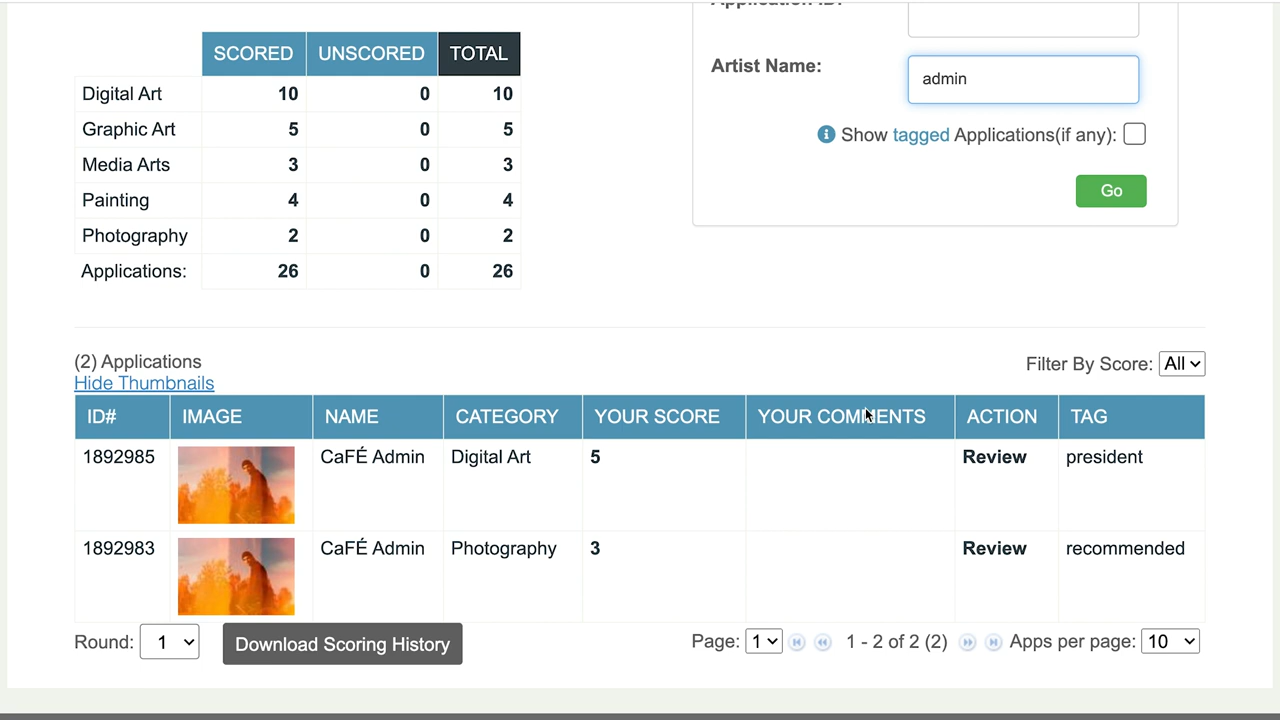 Application ID:
SCORED UNSCORED TOTAL
Digital Art 10 0 10
Graphic Art 5 0 5
Media Arts 3 0 3
Painting 4 0 4
Photography 2 0 2
Applications: 26 0 26
Artist Name: admin
Show tagged Applications(if any):
Go
(2) Applications
Hide Thumbnails
Filter By Score: All
ID# IMAGE NAME CATEGORY YOUR SCORE YOUR COMMENTS ACTION TAG
1892985 CaFÉ Admin Digital Art 5 Review president
1892983 CaFÉ Admin Photography 3 Review recommended
Round: 1 Download Scoring History Page: 1 1 - 2 of 2 (2) Apps per page: 10